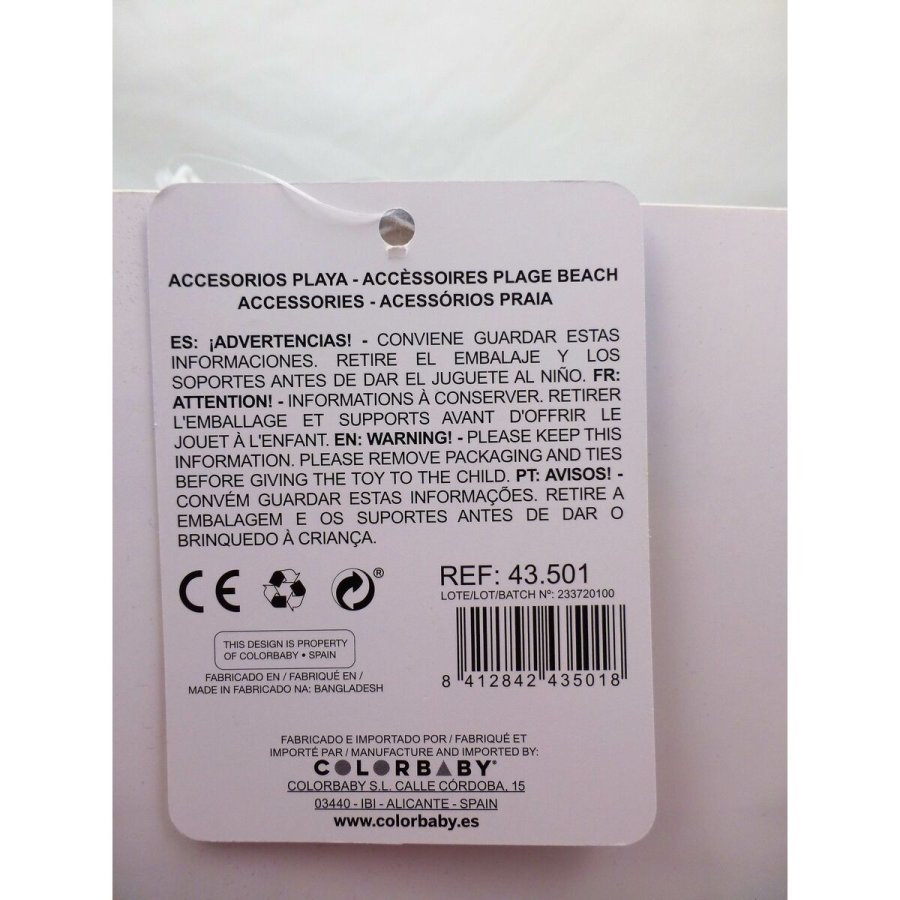 ACCESORIOS PLAYA - ACCÈSSOIRES PLAGE BEACH
ACCESSORIES - ACESSÓRIOS PRAIA
ES: ¡ADVERTENCIAS! - CONVIENE GUARDAR ESTAS
INFORMACIONES. RETIRE EL EMBALAJE Y LOS
SOPORTES ANTES DE DAR EL JUGUETE AL NIÑO. FR:
ATTENTION! - INFORMATIONS À CONSERVER. RETIRER
L'EMBALLAGE ET SUPPORTS AVANT D'OFFRIR LE
JOUET À L'ENFANT. EN: WARNING! - PLEASE KEEP THIS
INFORMATION. PLEASE REMOVE PACKAGING AND TIES
BEFORE GIVING THE TOY TO THE CHILD. PT: AVISOS! -
CONVÉM GUARDAR ESTAS INFORMAÇÕES. RETIRE A
EMBALAGEM E OS SUPORTES ANTES DE DAR O
BRINQUEDO À CRIANÇA.
CE ®
REF: 43.501
LOTE/LOT/BATCH Nº: 233720100
8 412842 435018
THIS DESIGN IS PROPERTY
OF COLORBABY • SPAIN
FABRICADO EN / FABRIQUÉ EN /
MADE IN FABRICADO NA: BANGLADESH
FABRICADO E IMPORTADO POR / FABRIQUÉ ET
IMPORTÉ PAR / MANUFACTURE AND IMPORTED BY:
COLORBABY®
COLORBABY S.L. CALLE CÓRDOBA, 15
03440 - IBI - ALICANTE - SPAIN
www.colorbaby.es